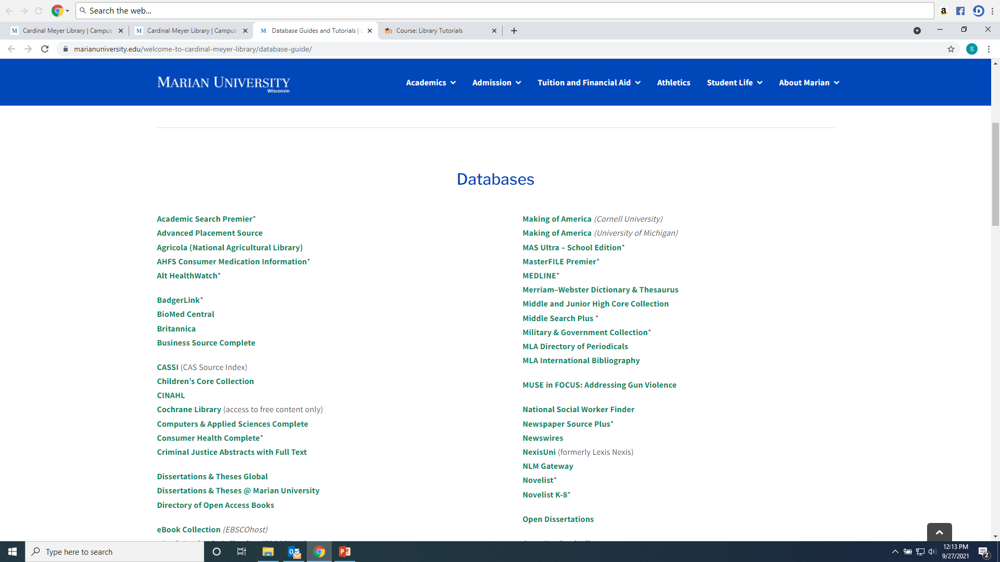 Search the web...
a
D
M Cardinal Meyer Library | Campus
M Cardinal Meyer Library | Campus
M Database Guides and Tutorials |
Course: Library Tutorials
marianuniversity.edu/welcome-to-cardinal-meyer-library/database-guide/
S
MARIAN UNIVERSITY
Wisconsin
Academics
Admission
Tuition and Financial Aid
Athletics
Student Life
About Marian
Databases
Academic Search Premier*
Advanced Placement Source
Agricola (National Agricultural Library)
AHFS Consumer Medication Information*
Alt HealthWatch*
BadgerLink*
BioMed Central
Britannica
Business Source Complete
CASSI (CAS Source Index)
Children’s Core Collection
CINAHL
Cochrane Library (access to free content only)
Computers & Applied Sciences Complete
Consumer Health Complete*
Criminal Justice Abstracts with Full Text
Dissertations & Theses Global
Dissertations & Theses @ Marian University
Directory of Open Access Books
eBook Collection (EBSCOhost)
Making of America (Cornell University)
Making of America (University of Michigan)
MAS Ultra – School Edition*
MasterFILE Premier*
MEDLINE*
Merriam–Webster Dictionary & Thesaurus
Middle and Junior High Core Collection
Middle Search Plus *
Military & Government Collection*
MLA Directory of Periodicals
MLA International Bibliography
MUSE in FOCUS: Addressing Gun Violence
National Social Worker Finder
Newspaper Source Plus*
Newswires
NexisUni (formerly Lexis Nexis)
NLM Gateway
Novelist*
Novelist K-8*
Open Dissertations
Type here to search
12:13 PM
9/27/2021
2